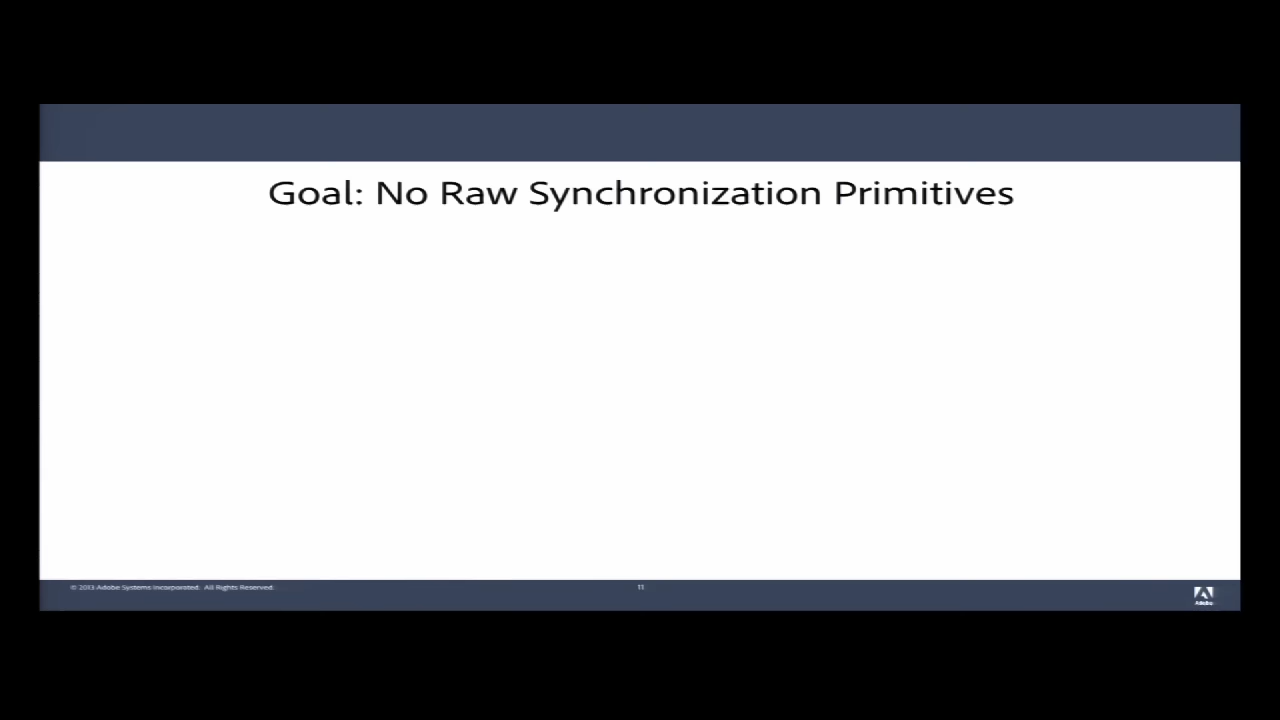 Goal: No Raw Synchronization Primitives
© 2013 Adobe Systems Incorporated. All Rights Reserved.
11
Adobe